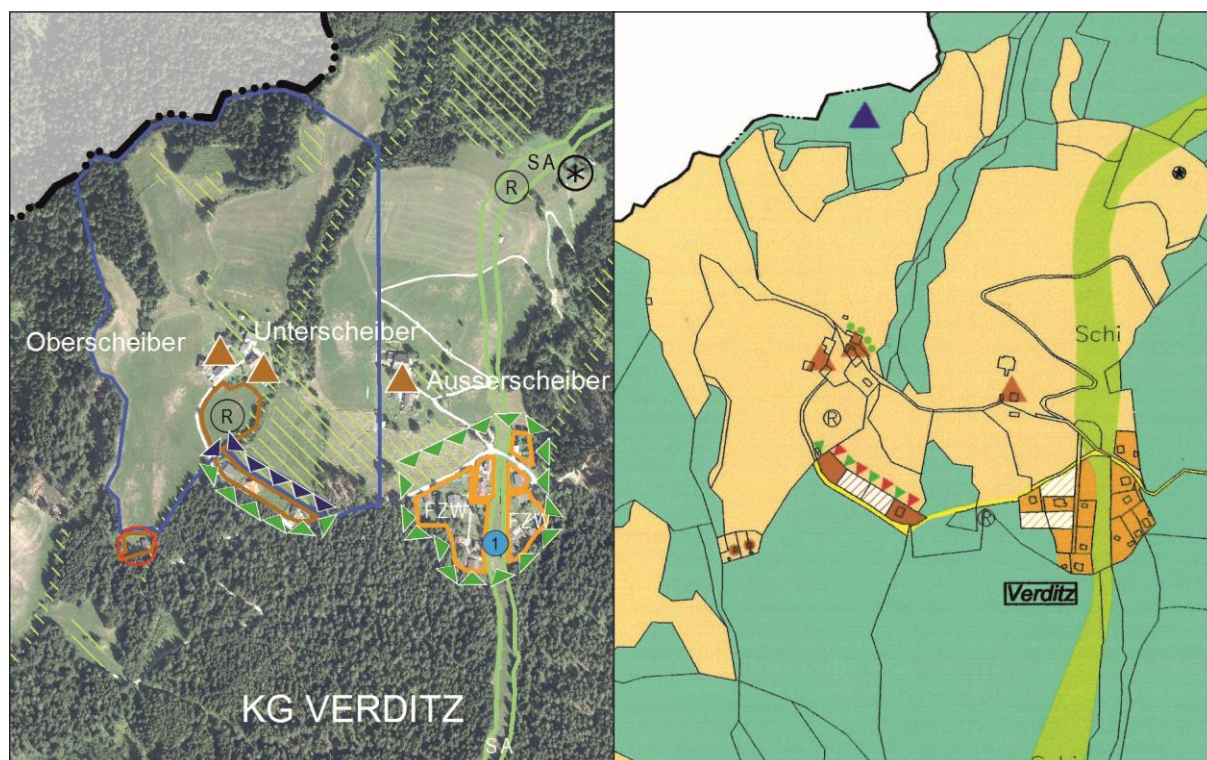 SA
R
Unterscheiber
Oberscheiber
Ausserscheiber
R
FZW
FZW
1
KG VERDITZ
SA
Schi
R
R
Verditz